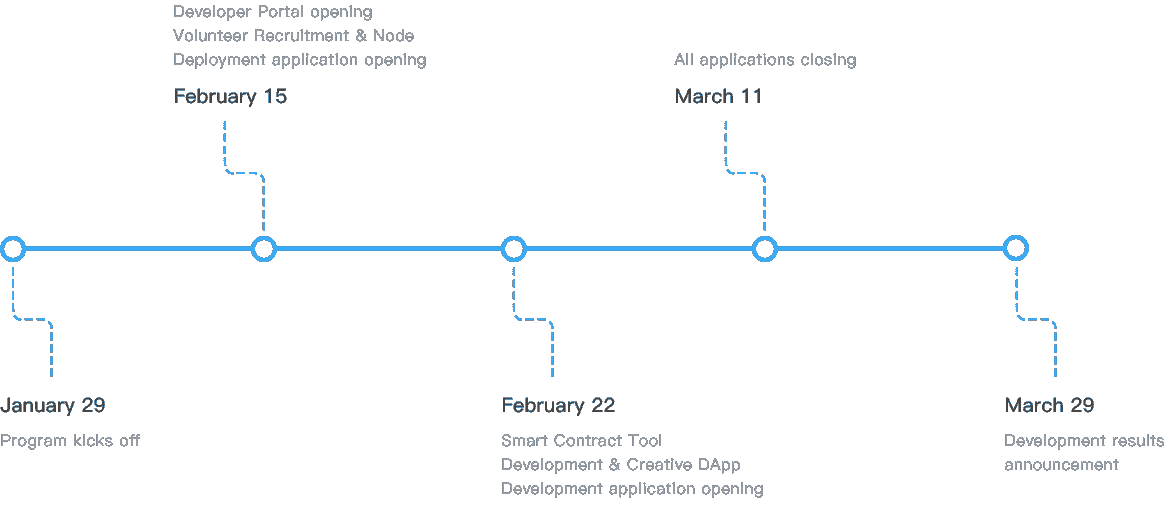 Developer Portal opening
Volunteer Recruitment & Node
Deployment application opening
February 15
All applications closing
March 11
January 29
Program kicks off
February 22
Smart Contract Tool
Development & Creative DApp
Development application opening
March 29
Development results
announcement